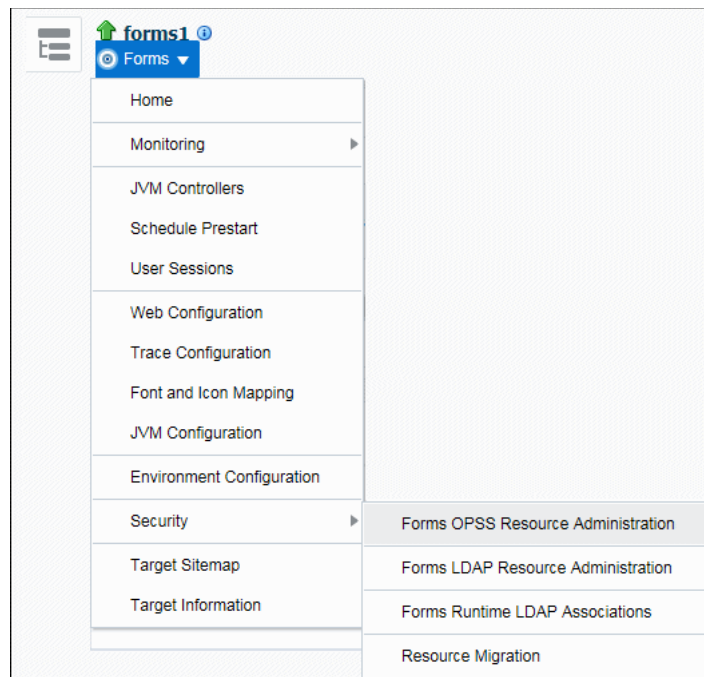 forms1
Forms
Home
Monitoring
JVM Controllers
Schedule Prestart
User Sessions
Web Configuration
Trace Configuration
Font and Icon Mapping
JVM Configuration
Environment Configuration
Security
Forms OPSS Resource Administration
Target Sitemap
Forms LDAP Resource Administration
Target Information
Forms Runtime LDAP Associations
Resource Migration